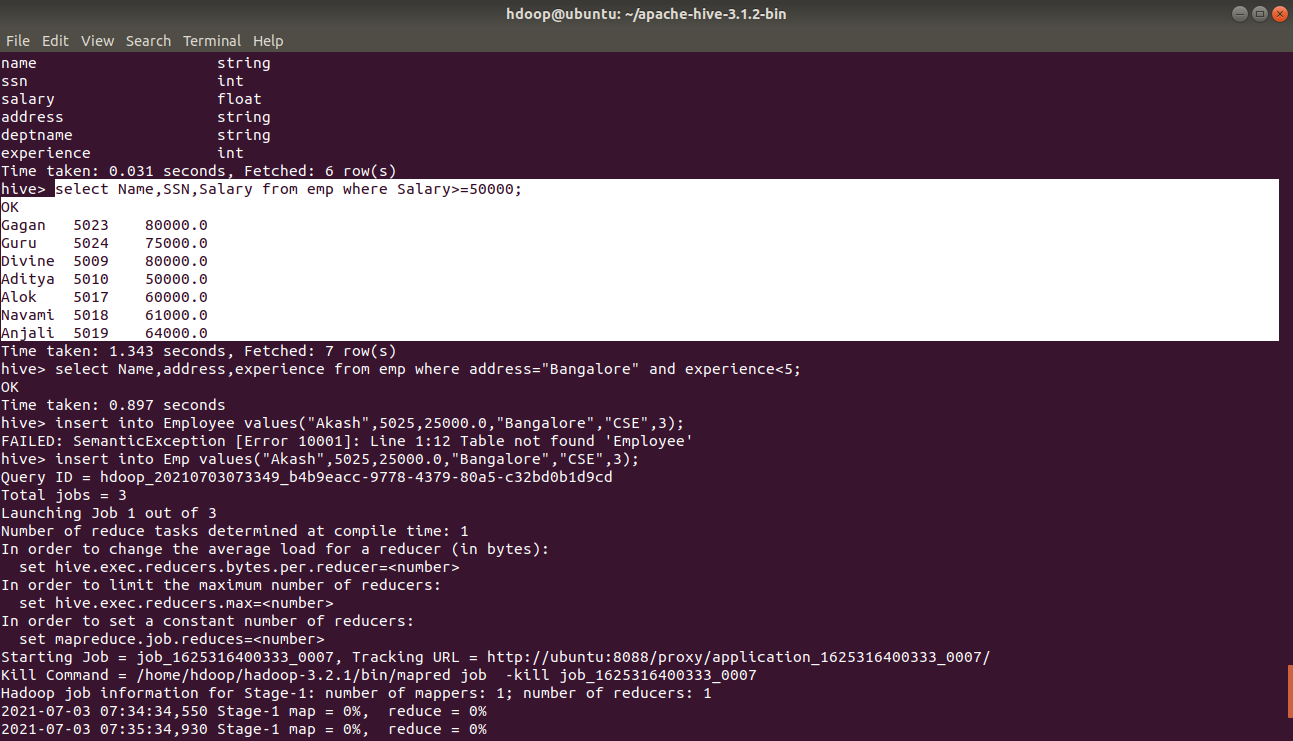 hdoop@ubuntu: ~/apache-hive-3.1.2-bin
File Edit View Search Terminal Help
name                    string
ssn                     int
salary                  float
address                 string
deptname                string
experience              int
Time taken: 0.031 seconds, Fetched: 6 row(s)
hive> select Name,SSN,Salary from emp where Salary>=50000;
OK
Gagan   5023    80000.0
Guru    5024    75000.0
Divine  5009    80000.0
Aditya  5010    50000.0
Alok    5017    60000.0
Navami  5018    61000.0
Anjali  5019    64000.0
Time taken: 1.343 seconds, Fetched: 7 row(s)
hive> select Name,address,experience from emp where address="Bangalore" and experience<5;
OK
Time taken: 0.897 seconds
hive> insert into Employee values("Akash",5025,25000.0,"Bangalore","CSE",3);
FAILED: SemanticException [Error 10001]: Line 1:12 Table not found 'Employee'
hive> insert into Emp values("Akash",5025,25000.0,"Bangalore","CSE",3);
Query ID = hdoop_20210703073349_b4b9eacc-9778-4379-80a5-c32bd0b1d9cd
Total jobs = 3
Launching Job 1 out of 3
Number of reduce tasks determined at compile time: 1
In order to change the average load for a reducer (in bytes):
  set hive.exec.reducers.bytes.per.reducer=<number>
In order to limit the maximum number of reducers:
  set hive.exec.reducers.max=<number>
In order to set a constant number of reducers:
  set mapreduce.job.reduces=<number>
Starting Job = job_1625316400333_0007, Tracking URL = http://ubuntu:8088/proxy/application_1625316400333_0007/
Kill Command = /home/hdoop/hadoop-3.2.1/bin/mapred job  -kill job_1625316400333_0007
Hadoop job information for Stage-1: number of mappers: 1; number of reducers: 1
2021-07-03 07:34:34,550 Stage-1 map = 0%,  reduce = 0%
2021-07-03 07:35:34,930 Stage-1 map = 0%,  reduce = 0%